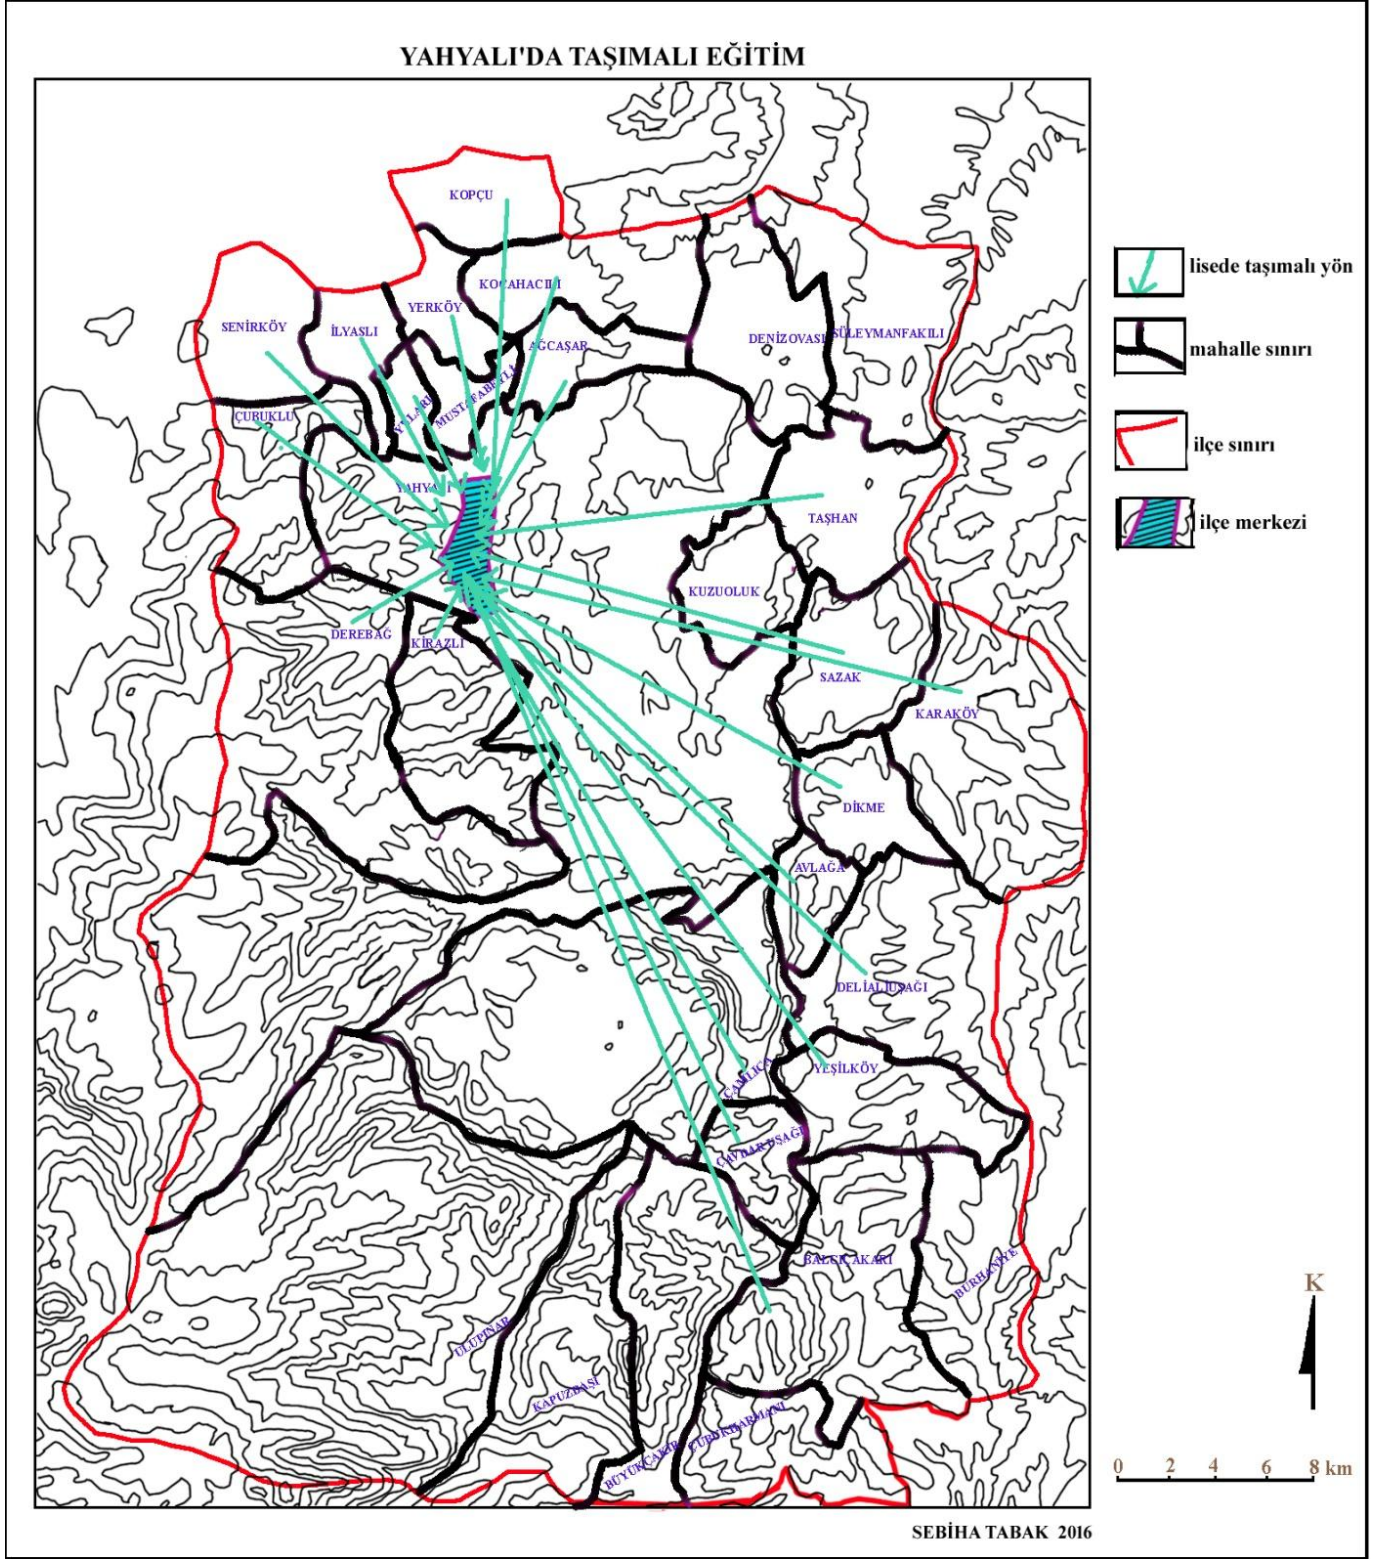 YAHYALI'DA TAŞIMALI EĞİTİM
KOPÇU
KOCAHACILI
YERKÖY
SENİRKÖY
İLYASLI
AĞCAŞAR
DENİZOVASI
SÜLEYMANFAKILI
MUSTAFABEYLİ
ÇUBUKLU
YAHYALI
TAŞHAN
KUZUOLUK
DEREBAĞ
KİRAZLI
SAZAK
KARAKÖY
DİKME
AVLAĞA
DELİALİUŞAĞI
YEŞİLKÖY
ÇAMLICA
ÇAVDARUŞAĞI
BALCIÇAKARI
BURHANİYE
ULUPINAR
KAPUZBAŞI
BÜYÜKÇAKIR
ÇUBUKHARMANI
lisede taşımalı yön
mahalle sınırı
ilçe sınırı
ilçe merkezi
K
0 2 4 6 8 km
SEBİHA TABAK 2016